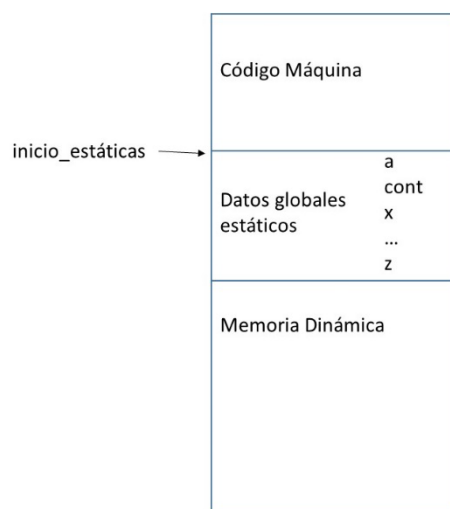 Código Máquina
inicio_estáticas
a
cont
Datos globales
estáticos
x
...
z
Memoria Dinámica